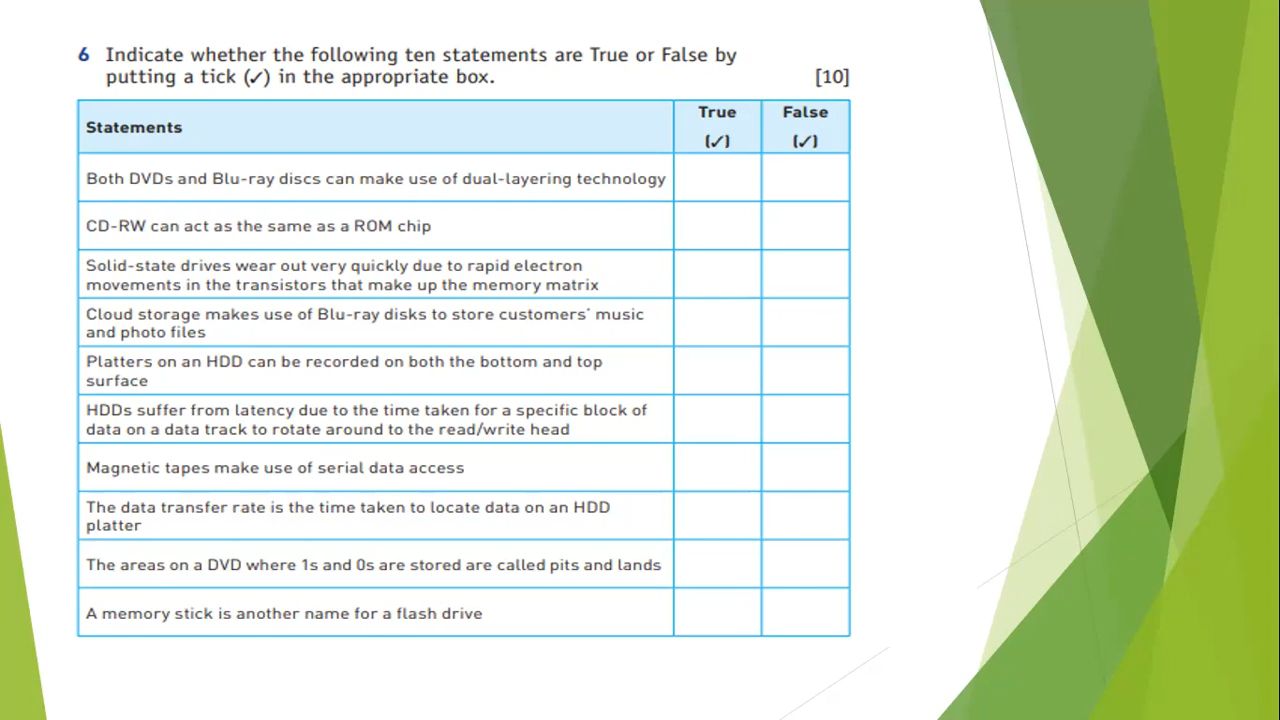 6 Indicate whether the following ten statements are True or False by
putting a tick (✓) in the appropriate box. [10]
Statements True (✓) False (✓)
Both DVDs and Blu-ray discs can make use of dual-layering technology
CD-RW can act as the same as a ROM chip
Solid-state drives wear out very quickly due to rapid electron
movements in the transistors that make up the memory matrix
Cloud storage makes use of Blu-ray disks to store customers' music
and photo files
Platters on an HDD can be recorded on both the bottom and top
surface
HDDs suffer from latency due to the time taken for a specific block of
data on a data track to rotate around to the read/write head
Magnetic tapes make use of serial data access
The data transfer rate is the time taken to locate data on an HDD
platter
The areas on a DVD where 1s and 0s are stored are called pits and lands
A memory stick is another name for a flash drive